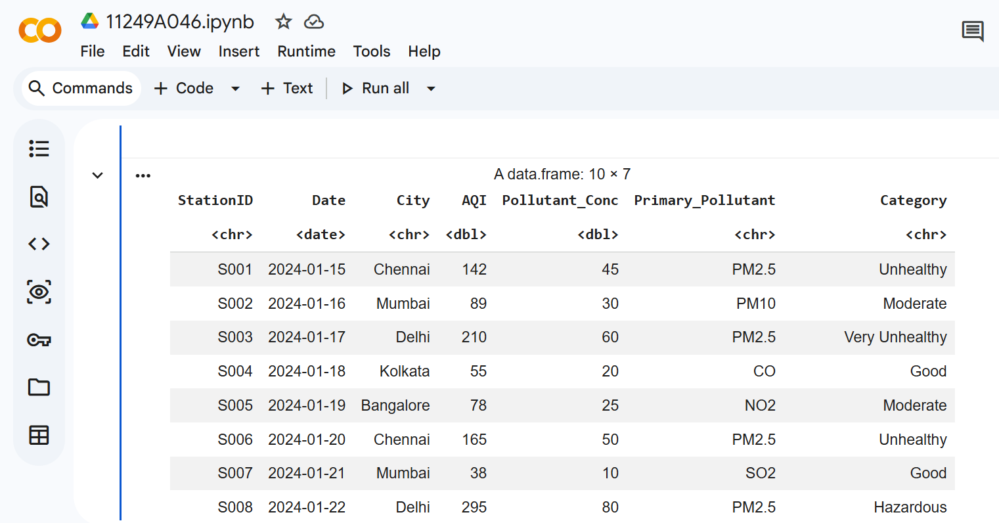 11249A046.ipynb
File Edit View Insert Runtime Tools Help
Commands + Code + Text Run all
A data.frame: 10 × 7
StationID Date City AQI Pollutant_Conc Primary_Pollutant Category
<chr> <date> <chr> <dbl> <dbl> <chr> <chr>
S001 2024-01-15 Chennai 142 45 PM2.5 Unhealthy
S002 2024-01-16 Mumbai 89 30 PM10 Moderate
S003 2024-01-17 Delhi 210 60 PM2.5 Very Unhealthy
S004 2024-01-18 Kolkata 55 20 CO Good
S005 2024-01-19 Bangalore 78 25 NO2 Moderate
S006 2024-01-20 Chennai 165 50 PM2.5 Unhealthy
S007 2024-01-21 Mumbai 38 10 SO2 Good
S008 2024-01-22 Delhi 295 80 PM2.5 Hazardous